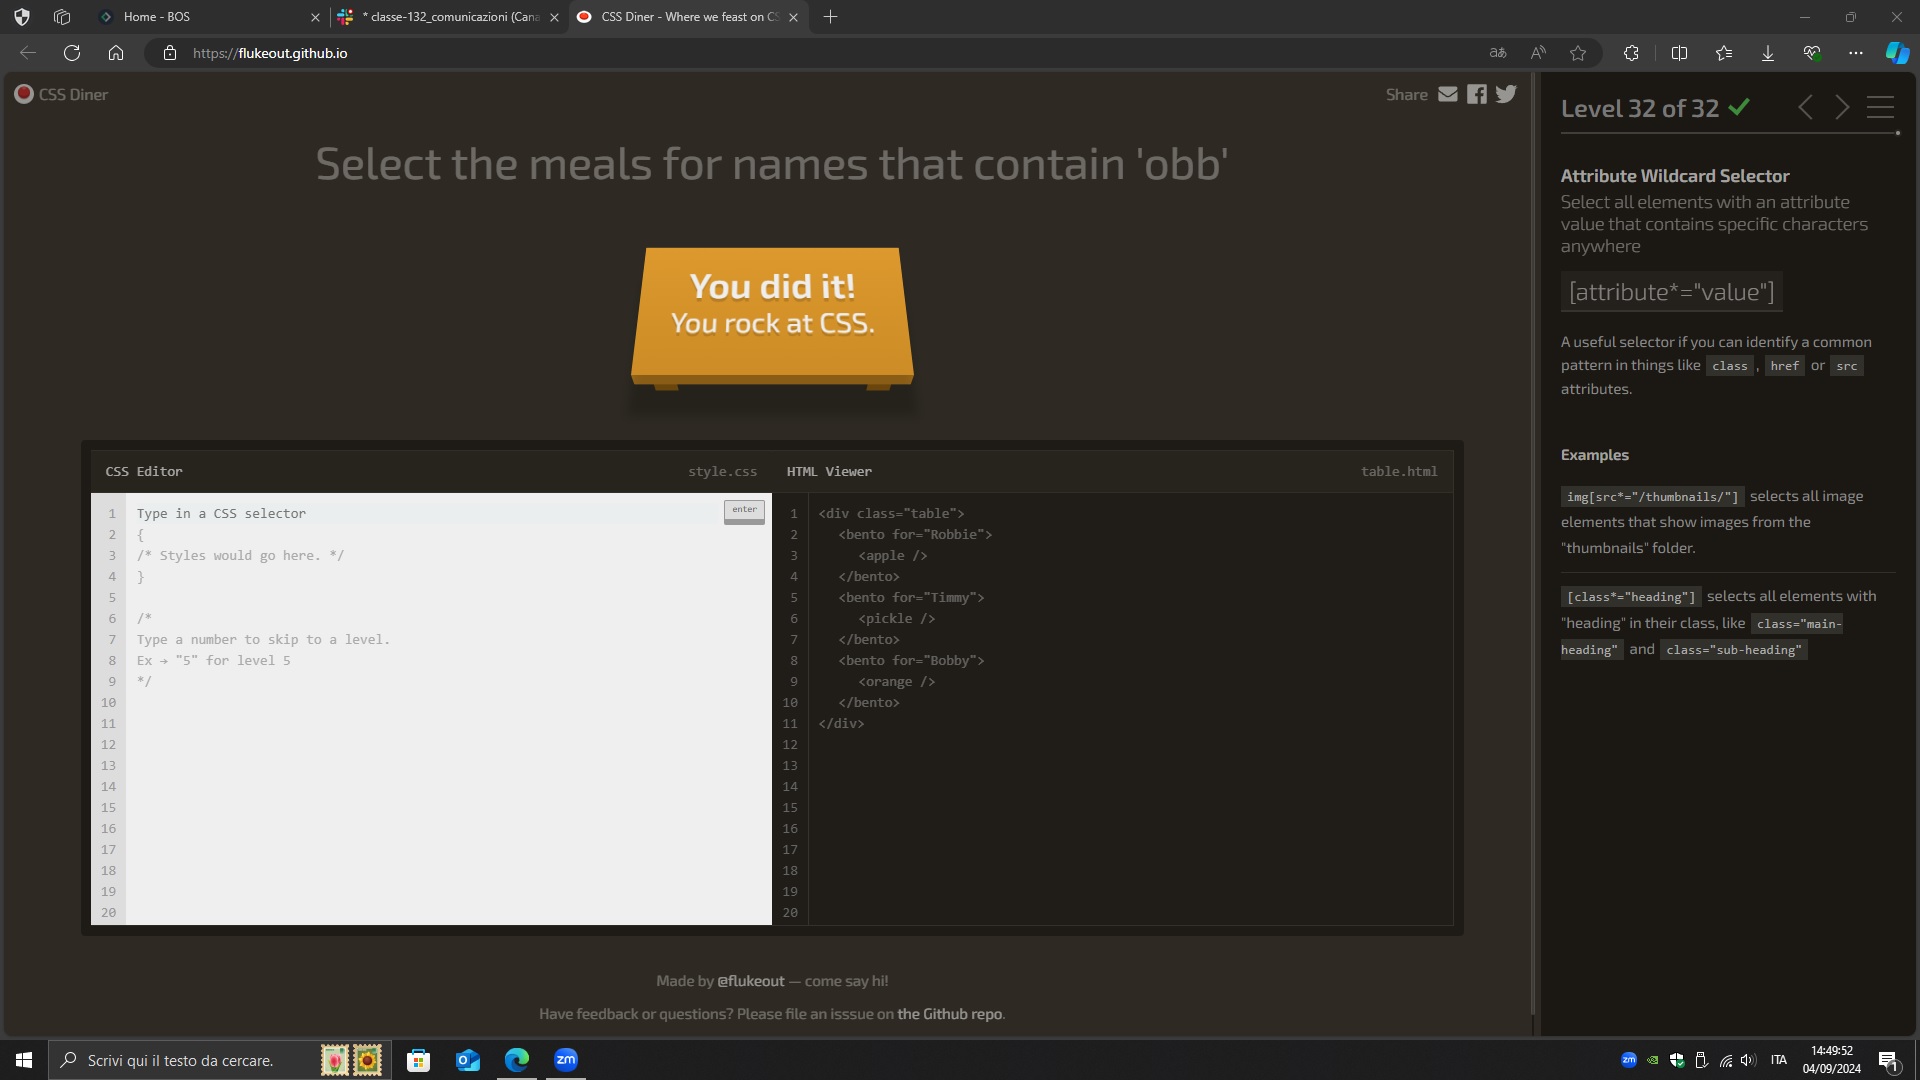 Home - BOS
* classe-132_comunicazioni (Cana
CSS Diner - Where we feast on CS
https://flukeout.github.io
CSS Diner
Share
Select the meals for names that contain 'obb'
You did it!
You rock at CSS.
CSS Editor
style.css
HTML Viewer
table.html
1
2
3
4
5
6
7
8
9
10
11
12
13
14
15
16
17
18
19
20
Type in a CSS selector
{
/* Styles would go here. */
}
/*
Type a number to skip to a level.
Ex → "5" for level 5
*/
enter
1
2
3
4
5
6
7
8
9
10
11
12
13
14
15
16
17
18
19
20
<div class="table">
<bento for="Robbie">
<apple />
</bento>
<bento for="Timmy">
<pickle />
</bento>
<bento for="Bobby">
<orange />
</bento>
</div>
Made by @flukeout — come say hi!
Have feedback or questions? Please file an isssue on the Github repo.
Level 32 of 32
Attribute Wildcard Selector
Select all elements with an attribute
value that contains specific characters
anywhere
[attribute*="value"]
A useful selector if you can identify a common
pattern in things like class , href or src
attributes.
Examples
img[src*="/thumbnails/"] selects all image
elements that show images from the
"thumbnails" folder.
[class*="heading"] selects all elements with
"heading" in their class, like class="main-
heading" and class="sub-heading"
Scrivi qui il testo da cercare.
zm
zm
ITA
14:49:52
04/09/2024
1